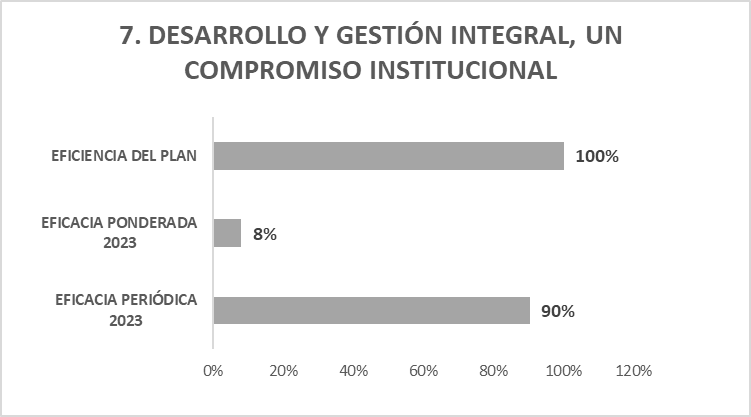 7. DESARROLLO Y GESTIÓN INTEGRAL, UN
COMPROMISO INSTITUCIONAL
EFICIENCIA DEL PLAN
100%
EFICACIA PONDERADA
2023
8%
EFICACIA PERIÓDICA
2023
90%
0% 20% 40% 60% 80% 100% 120%